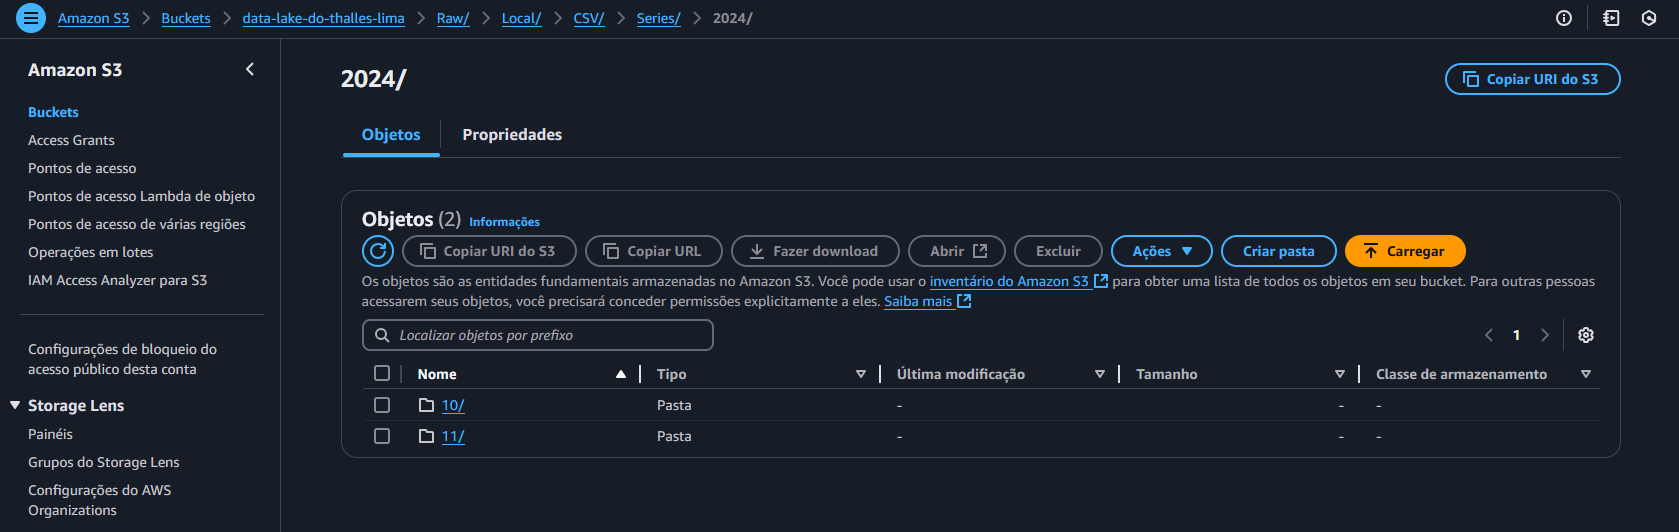 Amazon S3 > Buckets > data-lake-do-thalles-lima > Raw/ > Local/ > CSV/ > Series/ > 2024/
Amazon S3
Buckets
Access Grants
Pontos de acesso
Pontos de acesso Lambda de objeto
Pontos de acesso de várias regiões
Operações em lotes
IAM Access Analyzer para S3
Configurações de bloqueio do
acesso público desta conta
Storage Lens
Painéis
Grupos do Storage Lens
Configurações do AWS
Organizations
2024/
Copiar URI do S3
Objetos Propriedades
Objetos (2) Informações
Copiar URI do S3 Copiar URL Fazer download Abrir Excluir Ações Criar pasta Carregar
Os objetos são as entidades fundamentais armazenadas no Amazon S3. Você pode usar o inventário do Amazon S3 para obter uma lista de todos os objetos em seu bucket. Para outras pessoas
acessarem seus objetos, você precisará conceder permissões explicitamente a eles. Saiba mais
Localizar objetos por prefixo
1
Nome Tipo Última modificação Tamanho Classe de armazenamento
10/ Pasta - - -
11/ Pasta - - -